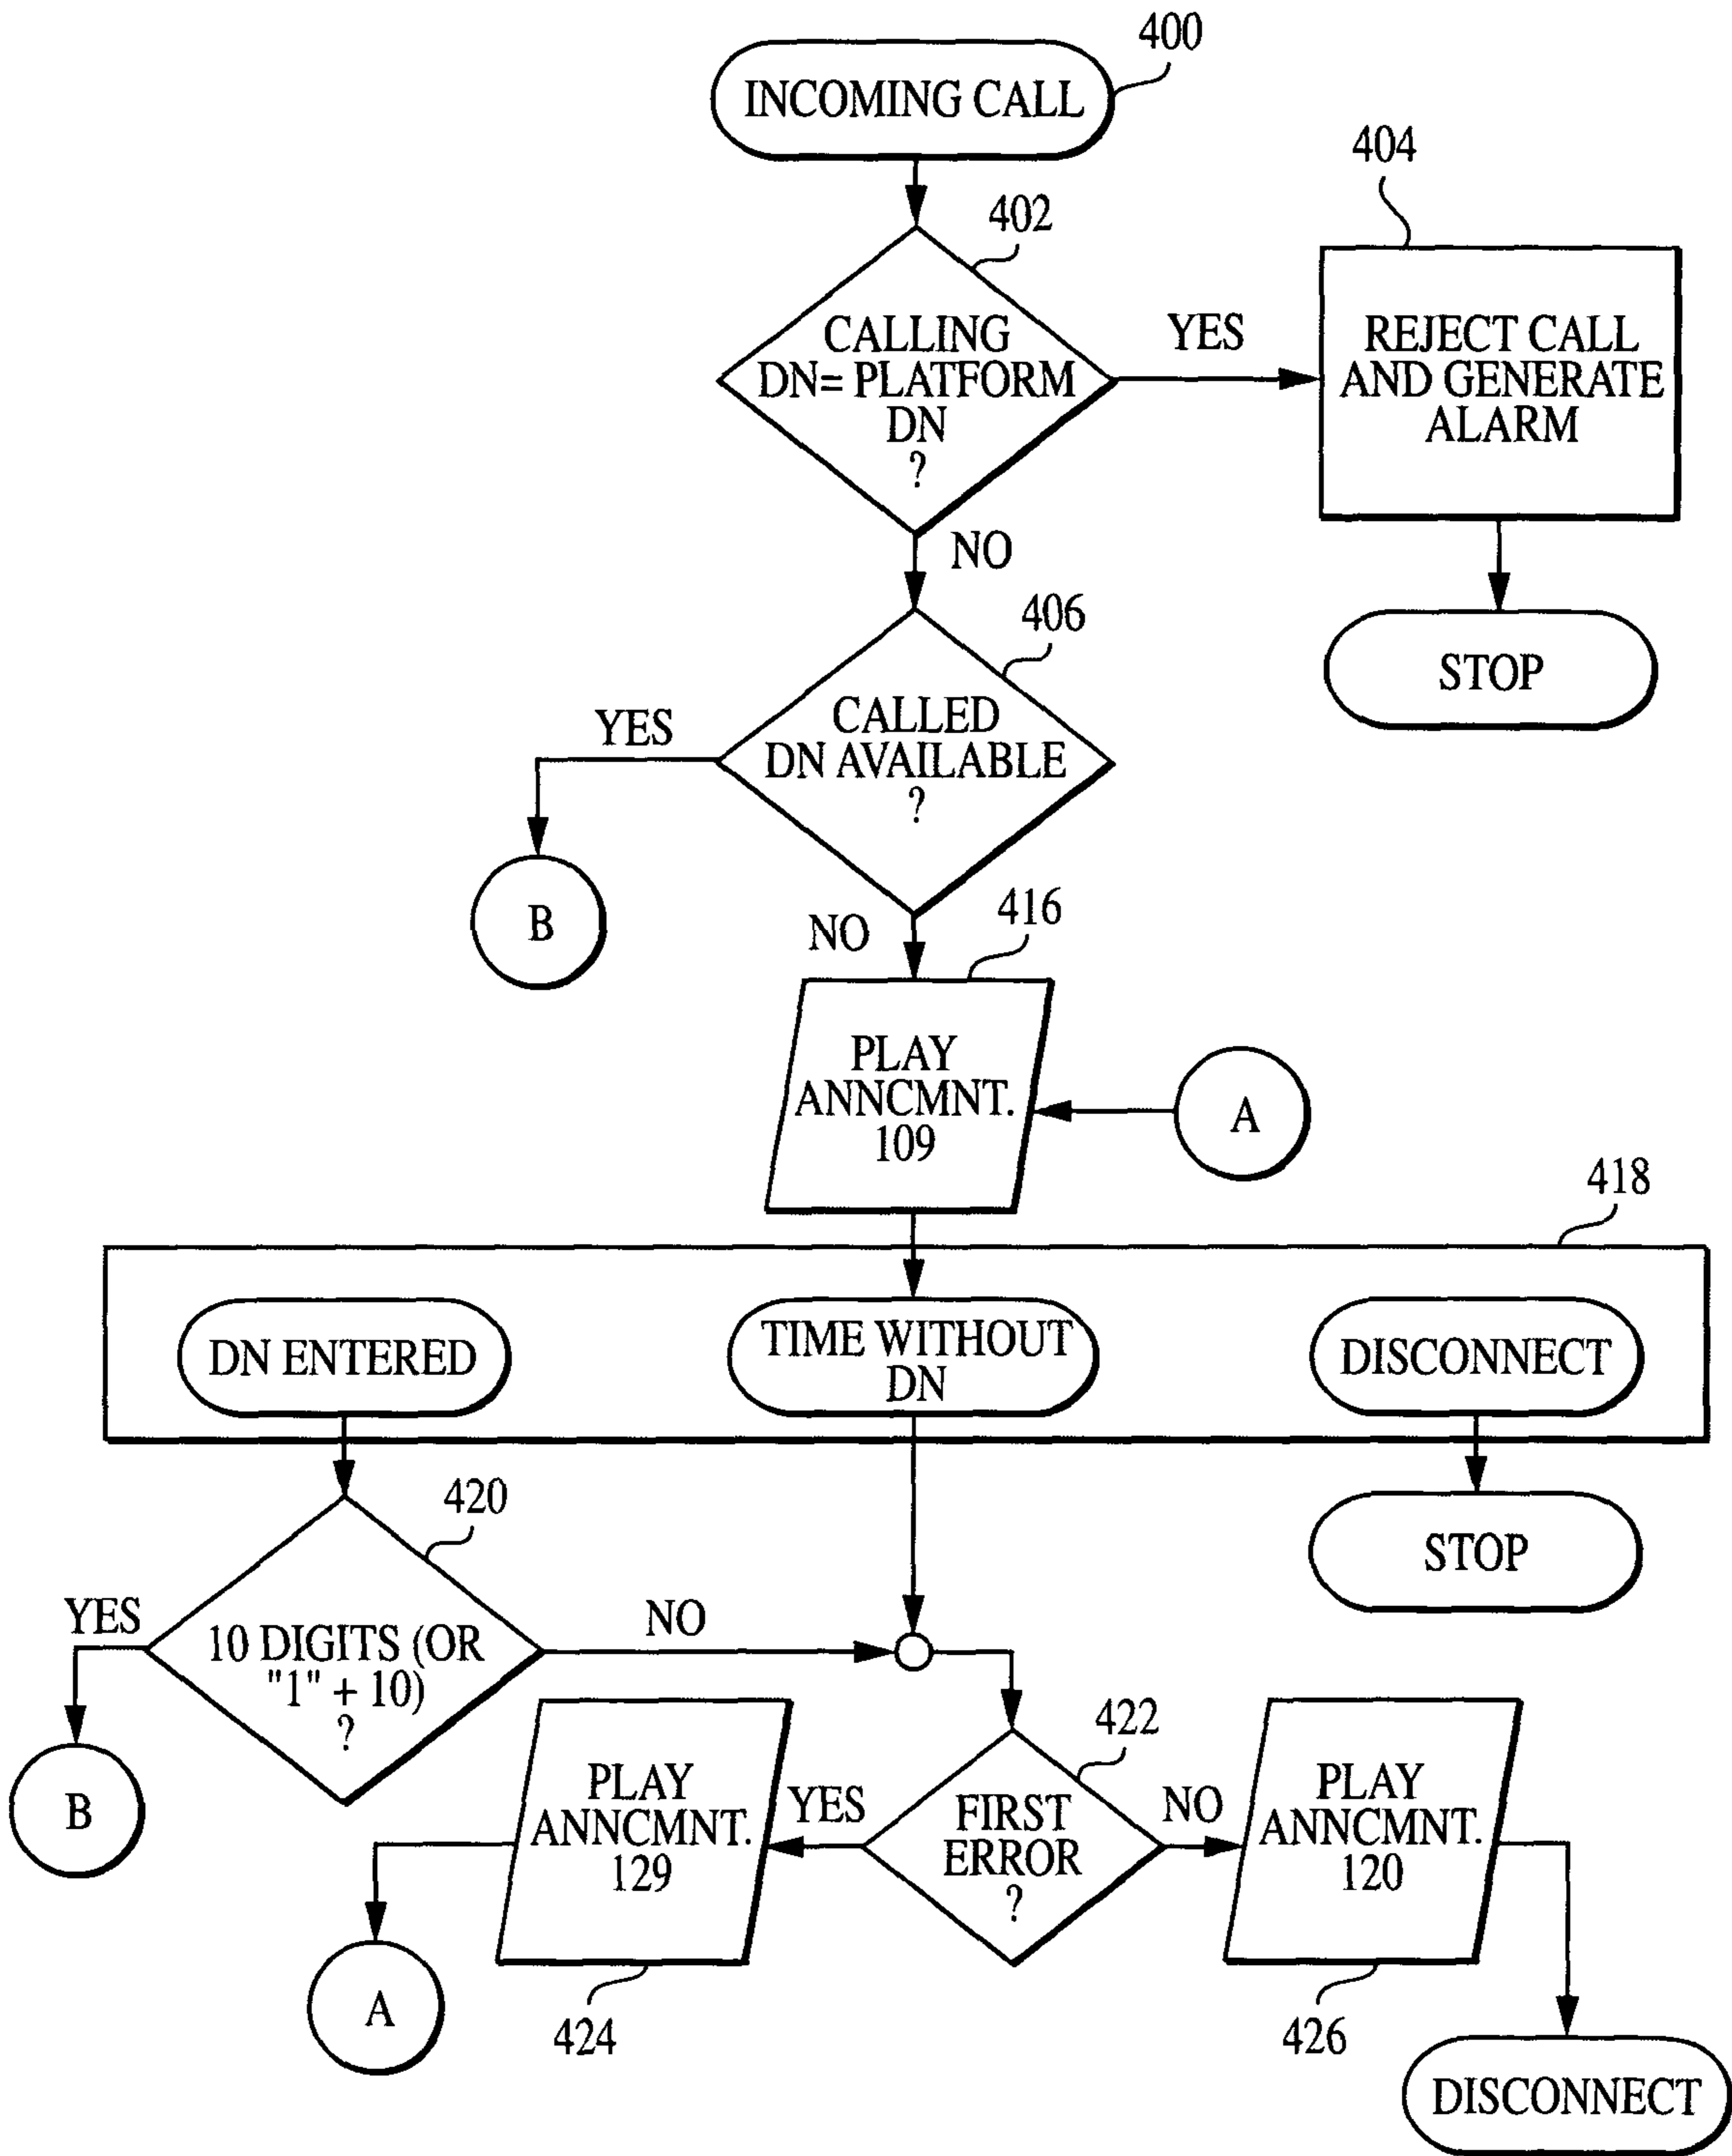 400
INCOMING CALL
402
404
CALLING
DN= PLATFORM
DN
?
YES
REJECT CALL
AND GENERATE
ALARM
NO
406
STOP
YES
CALLED
DN AVAILABLE
?
B
NO
416
PLAY
ANNCMNT.
109
A
418
DN ENTERED
TIME WITHOUT
DN
DISCONNECT
420
STOP
YES
10 DIGITS (OR
"1" + 10)
?
NO
B
422
PLAY
ANNCMNT.
129
YES
FIRST
ERROR
?
NO
PLAY
ANNCMNT.
120
A
424
426
DISCONNECT